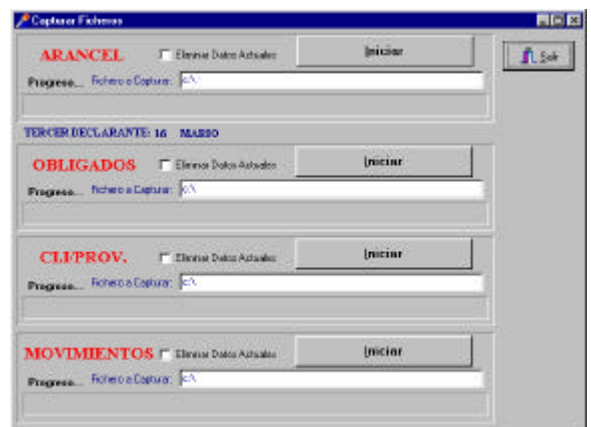 Capturar Ficheros
ARANCEL Eliminar Datos Actuales Iniciar Salir
Progreso... Fichero a Capturar: c:\
TERCER DECLARANTE: 16 MARIO
OBLIGADOS Eliminar Datos Actuales Iniciar
Progreso... Fichero a Capturar: c:\
CLI/PROV. Eliminar Datos Actuales Iniciar
Progreso... Fichero a Capturar: c:\
MOVIMIENTOS Eliminar Datos Actuales Iniciar
Progreso... Fichero a Capturar: c:\